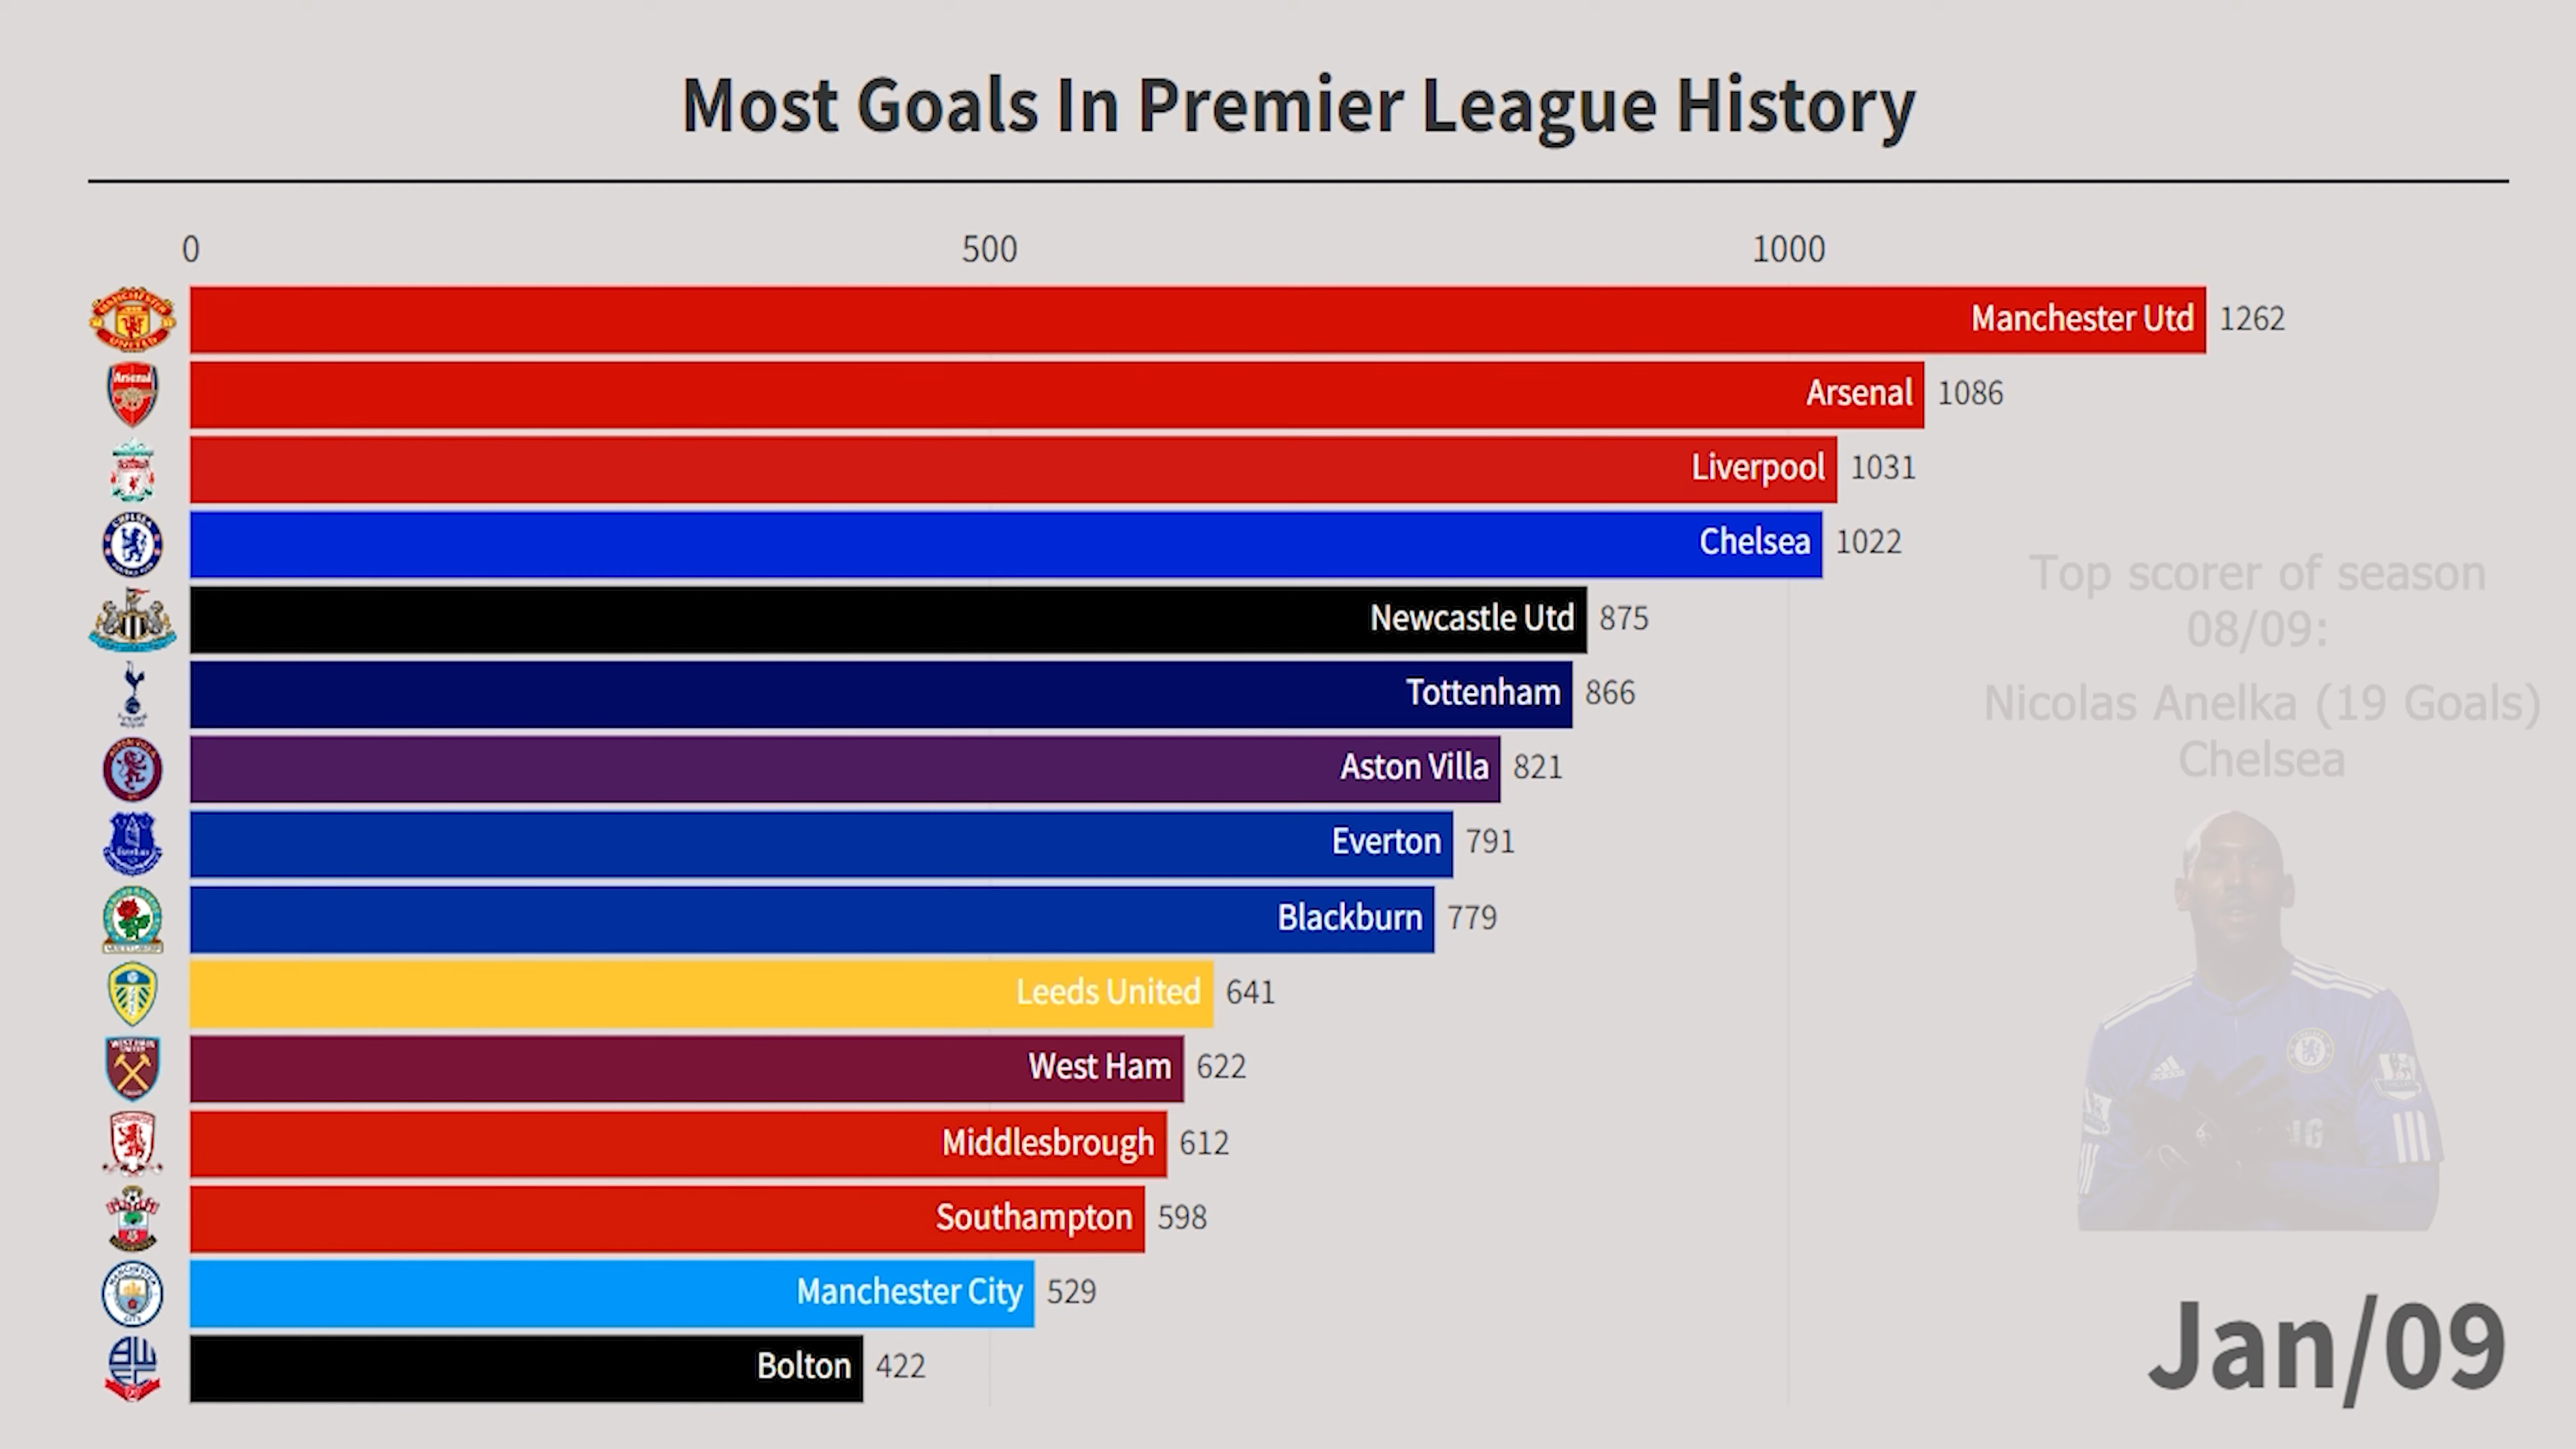 Most Goals In Premier League History
0 500 1000
Manchester Utd 1262
Arsenal 1086
Liverpool 1031
Chelsea 1022
Newcastle Utd 875
Tottenham 866
Aston Villa 821
Everton 791
Blackburn 779
Leeds United 641
West Ham 622
Middlesbrough 612
Southampton 598
Manchester City 529
Bolton 422
Top scorer of season
08/09:
Nicolas Anelka (19 Goals)
Chelsea
Jan/09